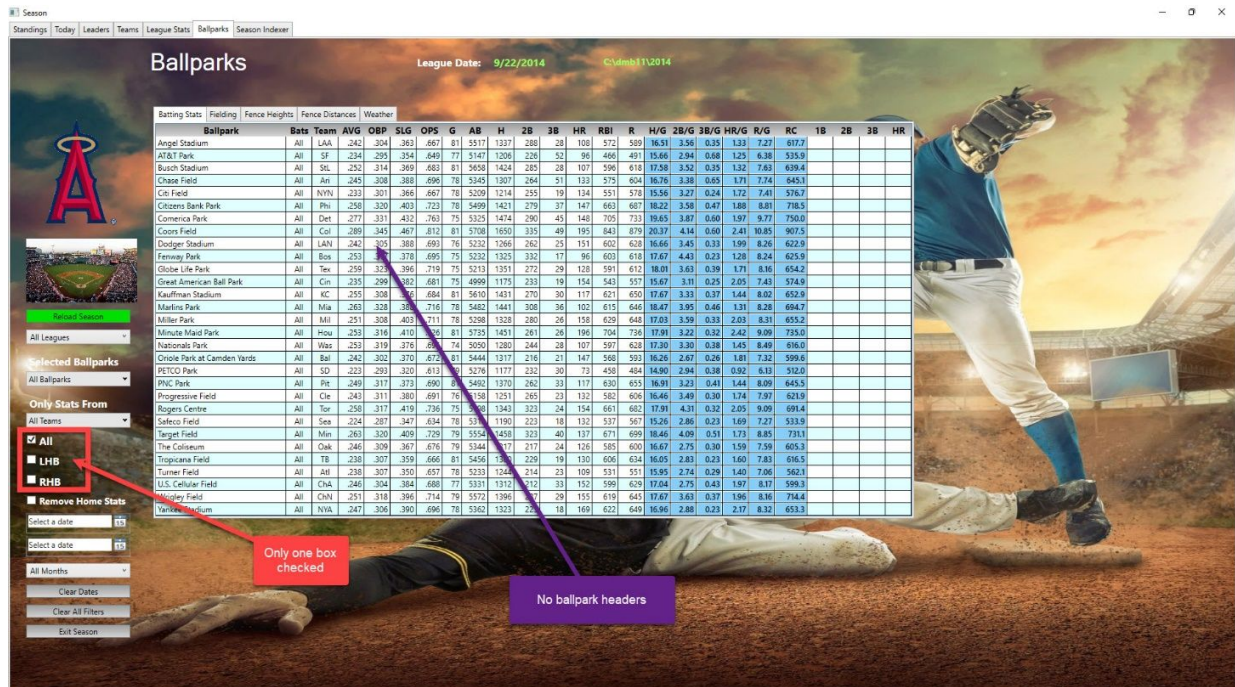 Season
Standings Today Leaders Teams League Stats Ballparks Season Indexer
Ballparks League Date: 9/22/2014 C:\dmb11\2014
Batting Stats Fielding Fence Heights Fence Distances Weather
Ballpark Bats Team AVG OBP SLG OPS G AB H 2B 3B HR RBI R H/G 2B/G 3B/G HR/G R/G RC 1B 2B 3B HR
Angel Stadium All LAA .242 .304 .363 .667 81 5517 1337 288 28 108 572 589 16.51 3.56 0.35 1.33 7.27 617.7
AT&T Park All SF .234 .295 .354 .649 77 5147 1206 226 52 96 466 491 15.66 2.94 0.68 1.25 6.38 535.9
Busch Stadium All StL .252 .314 .369 .683 81 5658 1424 285 28 107 596 618 17.58 3.52 0.35 1.32 7.63 639.4
Chase Field All Ari .245 .308 .388 .696 78 5345 1307 264 51 133 575 604 16.76 3.38 0.65 1.71 7.74 645.1
Citi Field All NYN .233 .301 .366 .667 78 5209 1214 255 19 134 551 578 15.56 3.27 0.24 1.72 7.41 576.7
Citizens Bank Park All Phi .258 .320 .403 .723 78 5499 1421 279 37 147 663 687 18.22 3.58 0.47 1.88 8.81 718.5
Comerica Park All Det .277 .331 .432 .763 75 5325 1474 290 45 148 705 733 19.65 3.87 0.60 1.97 9.77 750.0
Coors Field All Col .289 .345 .467 .812 81 5708 1650 335 49 195 843 879 20.37 4.14 0.60 2.41 10.85 907.5
Dodger Stadium All LAN .242 .305 .388 .693 76 5232 1266 262 25 151 602 628 16.66 3.45 0.33 1.99 8.26 622.9
Fenway Park All Bos .253 .378 .695 75 5232 1325 332 17 96 603 618 17.67 4.43 0.23 1.28 8.24 625.9
Globe Life Park All Tex .259 .323 .396 .719 75 5213 1351 272 29 128 591 612 18.01 3.63 0.39 1.71 8.16 654.2
Great American Ball Park All Cin .235 .299 .382 .681 75 4999 1175 233 19 154 543 557 15.67 3.11 0.25 2.05 7.43 574.9
Kauffman Stadium All KC .255 .308 .684 81 5610 1431 270 30 117 621 650 17.67 3.33 0.37 1.44 8.02 652.9
Marlins Park All Mia .263 .328 .716 78 5482 1441 308 36 102 615 646 18.47 3.95 0.46 1.31 8.28 694.7
Miller Park All Mil .251 .308 .403 .711 78 5298 1328 280 26 158 629 648 17.03 3.59 0.33 2.03 8.31 655.2
Minute Maid Park All Hou .253 .316 .410 81 5735 1451 261 26 196 704 736 17.91 3.22 0.32 2.42 9.09 735.0
Nationals Park All Was .253 .319 .376 74 5050 1280 244 28 107 597 628 17.30 3.30 0.38 1.45 8.49 616.0
Oriole Park at Camden Yards All Bal .242 .302 .370 .672 81 5444 1317 216 21 147 568 593 16.26 2.67 0.26 1.81 7.32 599.6
PETCO Park All SD .223 .293 .320 .613 5276 1177 232 30 73 458 484 14.90 2.94 0.38 0.92 6.13 512.0
PNC Park All Pit .249 .317 .373 .690 5492 1370 262 33 117 630 655 16.91 3.23 0.41 1.44 8.09 645.5
Progressive Field All Cle .243 .311 .380 .691 76 1251 265 23 132 582 606 16.46 3.49 0.30 1.74 7.97 621.9
Rogers Centre All Tor .258 .317 .419 .736 75 1343 323 24 154 661 682 17.91 4.31 0.32 2.05 9.09 691.4
Safeco Field All Sea .224 .287 .347 .634 78 1190 223 18 132 537 567 15.26 2.86 0.23 1.69 7.27 533.9
Target Field All Min .263 .320 .409 .729 79 5554 1458 323 40 137 671 699 18.46 4.09 0.51 1.73 8.85 731.1
The Coliseum All Oak .246 .309 .367 .676 79 5344 217 24 126 585 600 16.67 2.75 0.30 1.59 7.59 605.3
Tropicana Field All TB .238 .307 .359 .666 81 5456 229 19 130 606 634 16.05 2.83 0.23 1.60 7.83 616.5
Turner Field All Atl .238 .307 .350 .657 78 5233 1244 214 23 109 531 551 15.95 2.74 0.29 1.40 7.06 562.1
U.S. Cellular Field All ChA .246 .304 .384 .688 77 5331 1312 212 33 152 599 629 17.04 2.75 0.43 1.97 8.17 599.3
Wrigley Field All ChN .251 .318 .396 .714 79 5572 1396 29 155 619 645 17.67 3.63 0.37 1.96 8.16 714.4
Yankee Stadium All NYA .247 .306 .390 .696 78 5362 1323 18 169 622 649 16.96 2.88 0.23 2.17 8.32 653.3
A
Reload Season
All Leagues
Selected Ballparks
All Ballparks
Only Stats From
All Teams
All
LHB
RHB
Remove Home Stats
Select a date 15
Select a date 15
All Months
Clear Dates
Clear All Filters
Exit Season
Only one box
checked
No ballpark headers